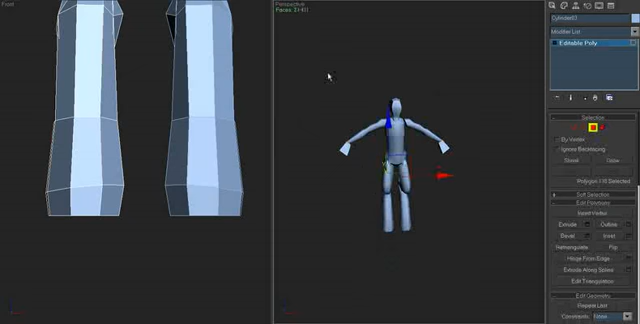 Front
Perspective
Cylinder03
Modifier List
Editable Poly
Selection
By Vertex
Ignore Backfacing
Shrink
Grow
Soft Selection
Edit Polygons
Insert Vertex
Extrude
Outline
Bevel
Inset
Retriangulate
Flip
Hinge From Edge
Extrude Along Spline
Edit Triangulation
Edit Geometry
Repeat Last
Constraints: None